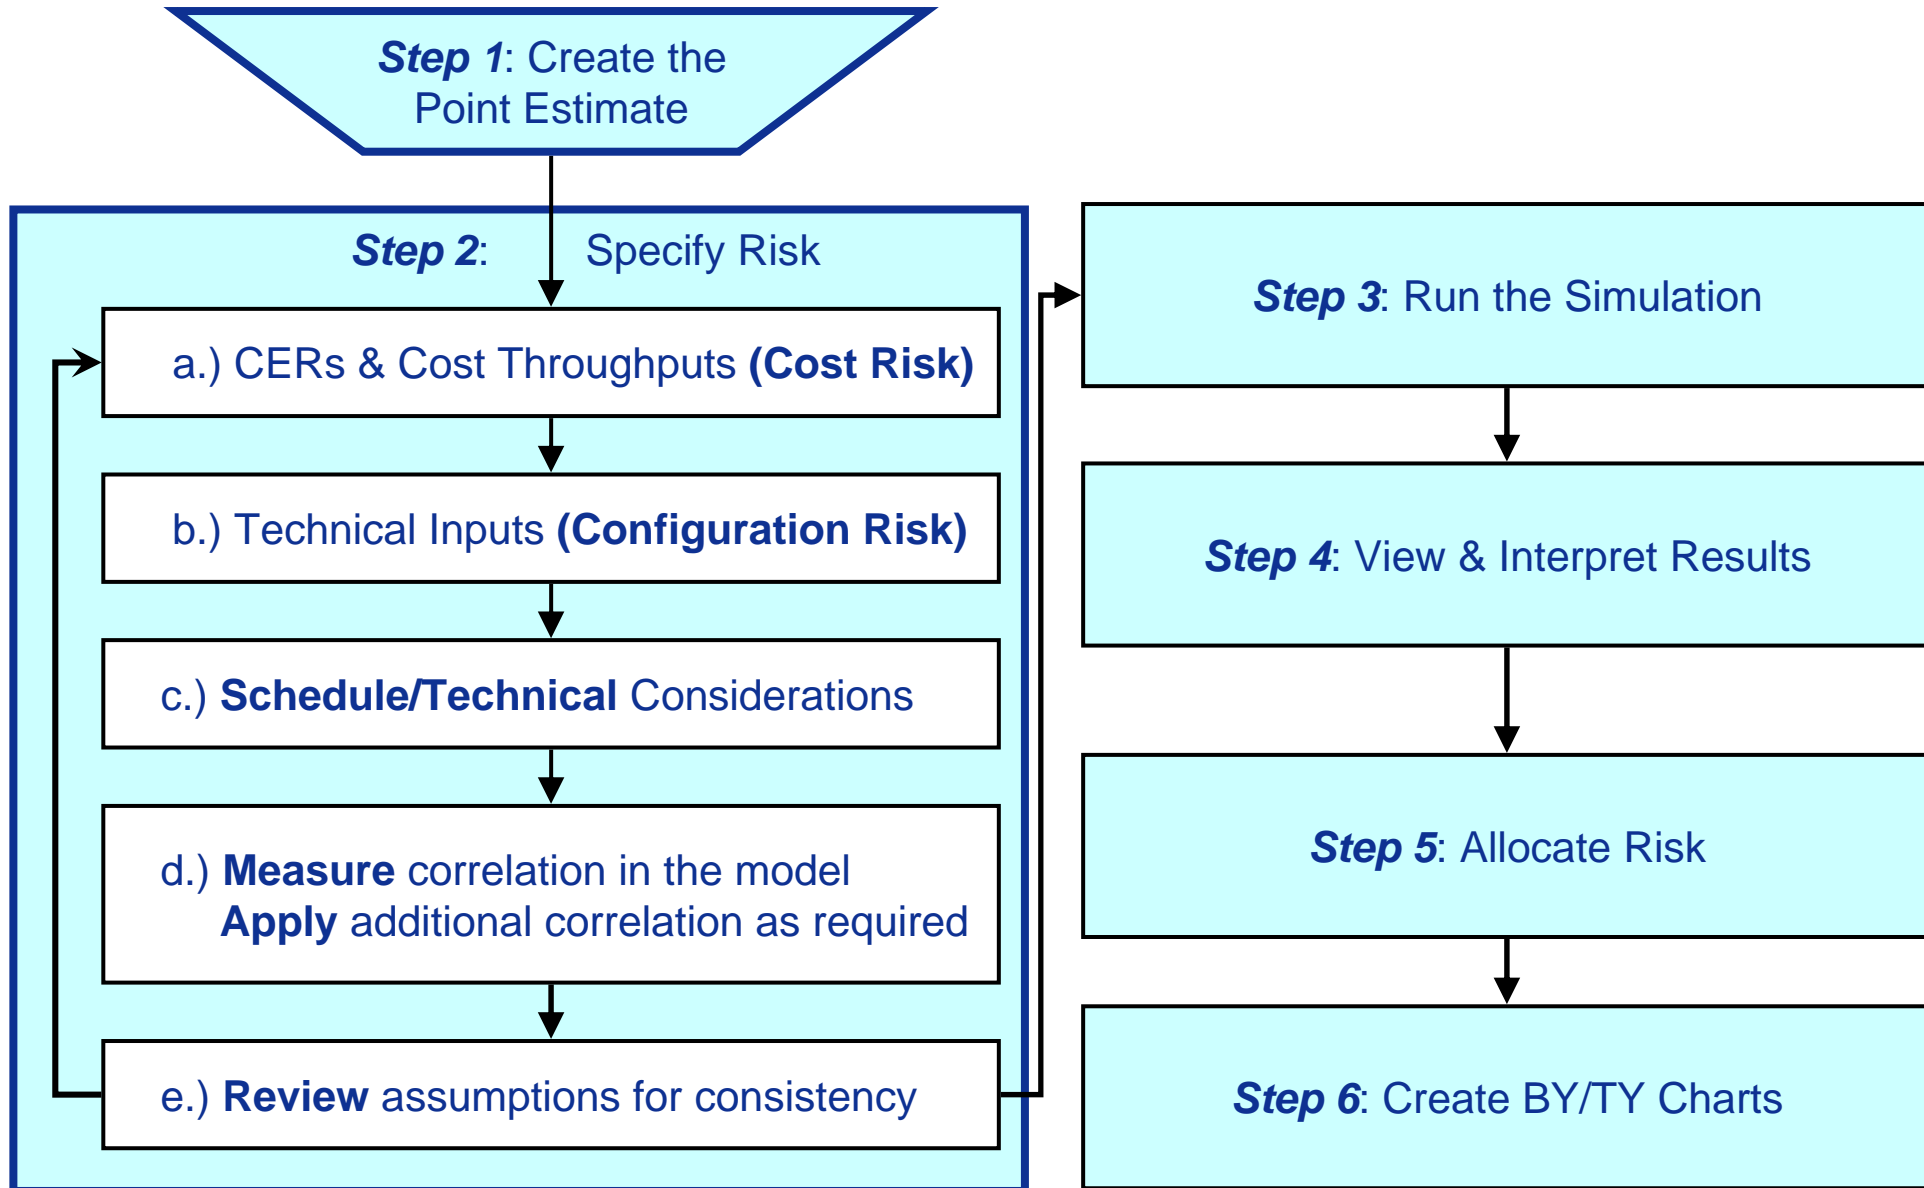 Step 1: Create the
Point Estimate
Step 2: Specify Risk
a.) CERs & Cost Throughputs (Cost Risk)
b.) Technical Inputs (Configuration Risk)
c.) Schedule/Technical Considerations
d.) Measure correlation in the model
Apply additional correlation as required
e.) Review assumptions for consistency
Step 3: Run the Simulation
Step 4: View & Interpret Results
Step 5: Allocate Risk
Step 6: Create BY/TY Charts